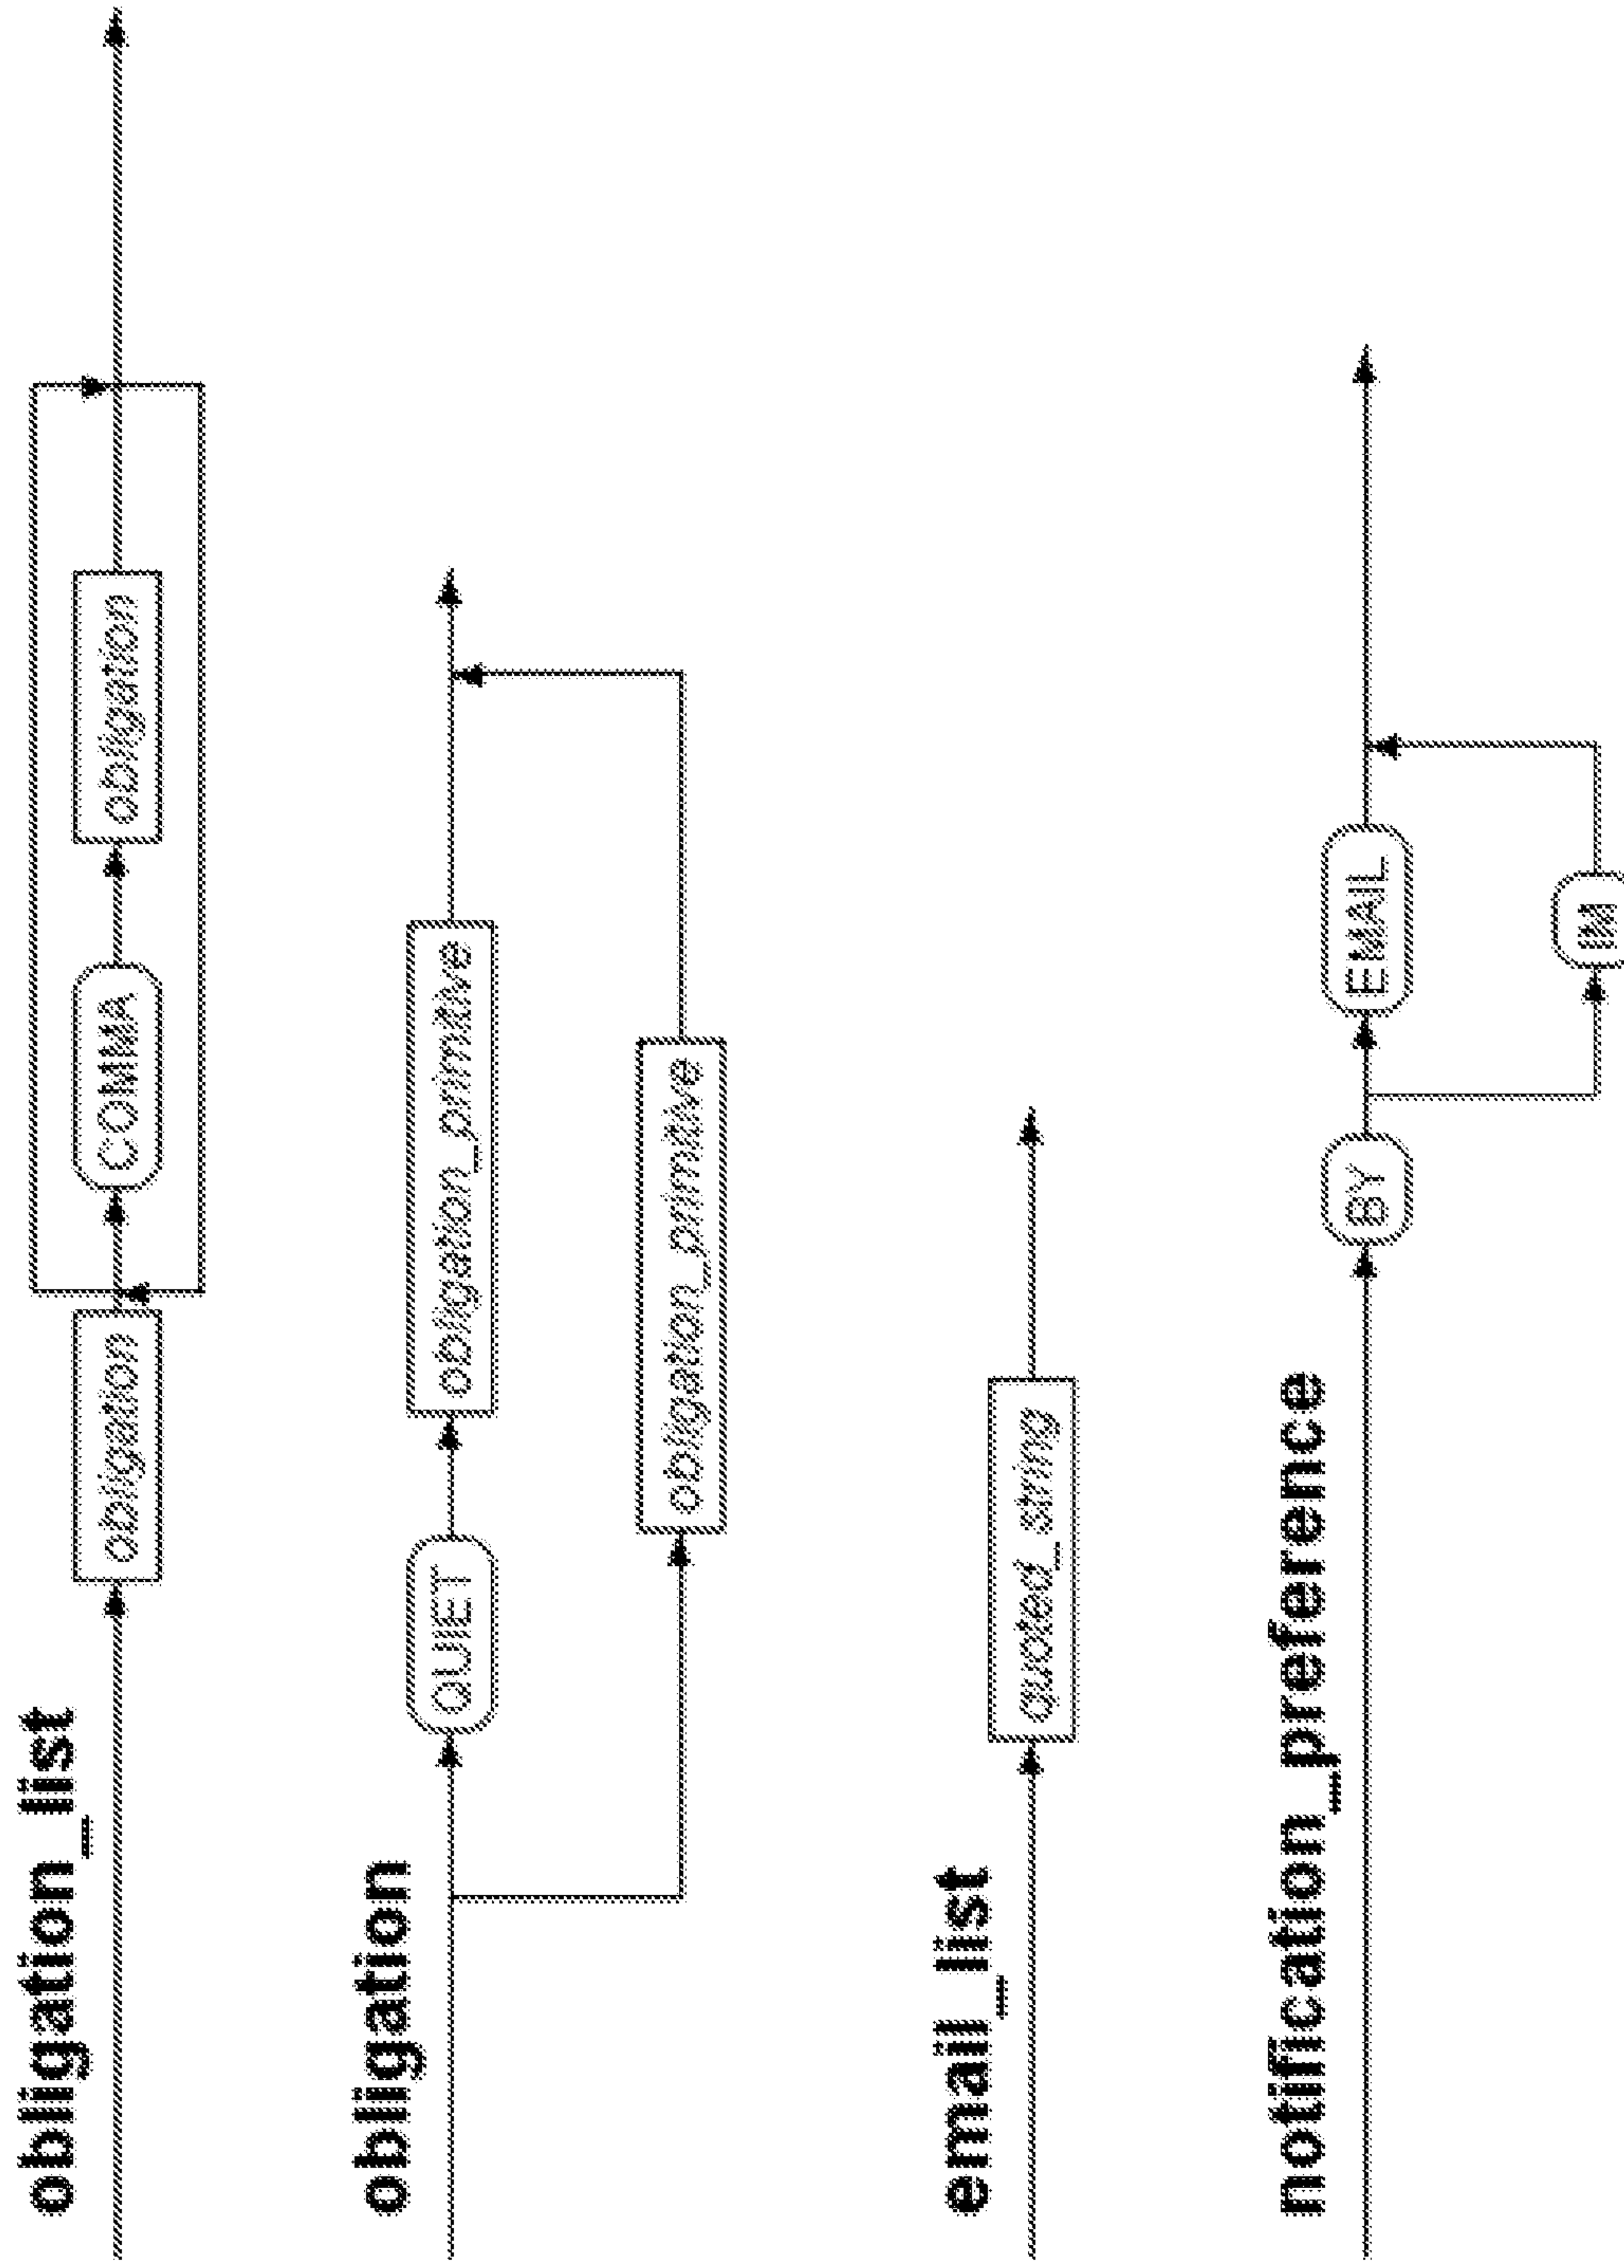 obligation_list
obligation COMMA obligation
obligation
QUIET obligation_primitive
obligation_primitive
email_list
quoted_string
notification_preference
BY EMAIL
IM